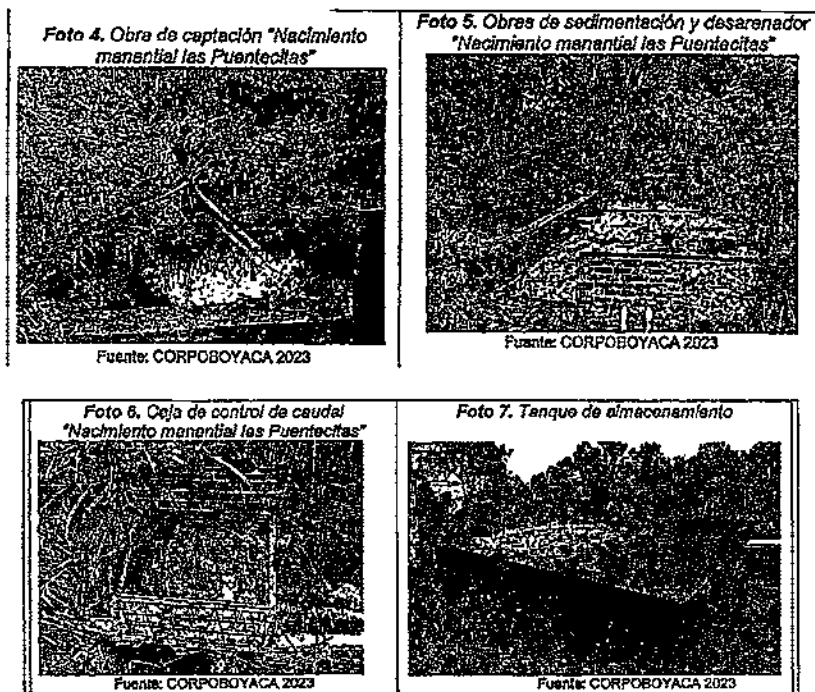 Foto 4. Obra de captación "Nacimiento
manantial las Puentecitas"
Foto 5. Obras de sedimentación y desarenador
"Nacimiento manantial las Puentecitas"
Fuente: CORPOBOYACA 2023
Fuente: CORPOBOYACA 2023
Foto 6. Caja de control de caudal
"Nacimiento manantial las Puentecitas"
Foto 7. Tanque de almacenamiento
Fuente: CORPOBOYACA 2023
Fuente: CORPOBOYACA 2023